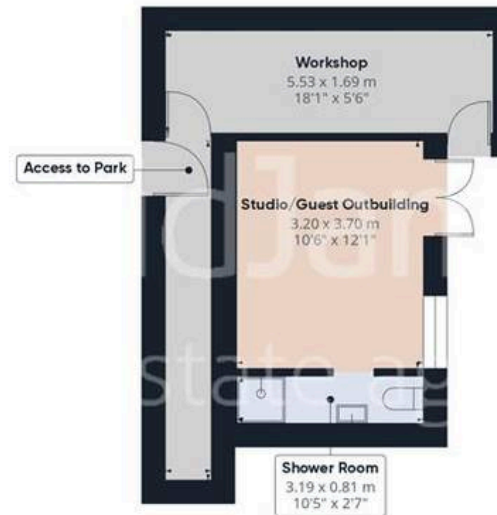 Workshop
5.53 x 1.69 m
18'1" x 5'6"
Access to Park
Studio/Guest Outbuilding
3.20 x 3.70 m
10'6" x 12'1"
Shower Room
3.19 x 0.81 m
10'5" x 2'7"